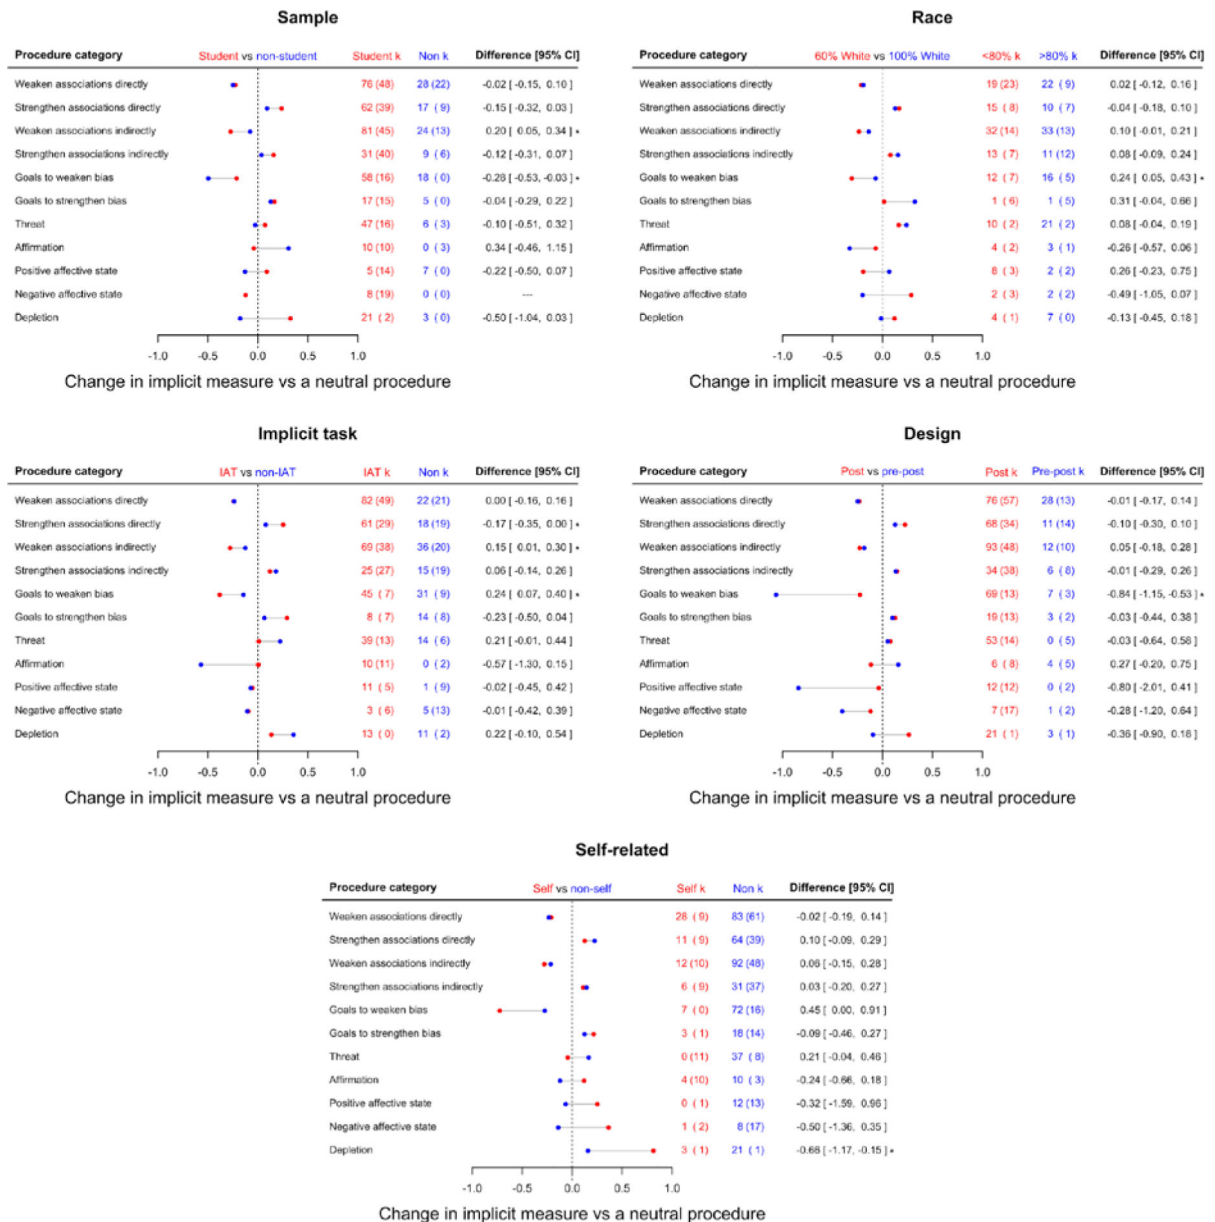 Sample
Procedure category Student vs non-student Student k Non k Difference [95% CI]
Weaken associations directly 76 (48) 28 (22) -0.02 [ -0.15, 0.10 ]
Strengthen associations directly 62 (39) 17 ( 9) -0.15 [ -0.32, 0.03 ]
Weaken associations indirectly 81 (45) 24 (13) 0.20 [ 0.05, 0.34 ] *
Strengthen associations indirectly 31 (40) 9 ( 6) -0.12 [ -0.31, 0.07 ]
Goals to weaken bias 58 (16) 18 ( 0) -0.28 [ -0.53, -0.03 ] *
Goals to strengthen bias 17 (15) 5 ( 0) -0.04 [ -0.29, 0.22 ]
Threat 47 (16) 6 ( 3) -0.10 [ -0.51, 0.32 ]
Affirmation 10 (10) 0 ( 3) 0.34 [ -0.46, 1.15 ]
Positive affective state 5 (14) 7 ( 0) -0.22 [ -0.50, 0.07 ]
Negative affective state 8 (19) 0 ( 0) ---
Depletion 21 ( 2) 3 ( 0) -0.50 [ -1.04, 0.03 ]
-1.0 -0.5 0.0 0.5 1.0
Change in implicit measure vs a neutral procedure
Race
Procedure category 60% White vs 100% White <80% k >80% k Difference [95% CI]
Weaken associations directly 19 (23) 22 ( 9) 0.02 [ -0.12, 0.16 ]
Strengthen associations directly 15 ( 8) 10 ( 7) -0.04 [ -0.18, 0.10 ]
Weaken associations indirectly 32 (14) 33 (13) 0.10 [ -0.01, 0.21 ]
Strengthen associations indirectly 13 ( 7) 11 (12) 0.08 [ -0.09, 0.24 ]
Goals to weaken bias 12 ( 7) 16 ( 5) 0.24 [ 0.05, 0.43 ] *
Goals to strengthen bias 1 ( 6) 1 ( 5) 0.31 [ -0.04, 0.66 ]
Threat 10 ( 2) 21 ( 2) 0.08 [ -0.04, 0.19 ]
Affirmation 4 ( 2) 3 ( 1) -0.26 [ -0.57, 0.06 ]
Positive affective state 8 ( 3) 2 ( 2) 0.26 [ -0.23, 0.75 ]
Negative affective state 2 ( 3) 2 ( 2) -0.49 [ -1.05, 0.07 ]
Depletion 4 ( 1) 7 ( 0) -0.13 [ -0.45, 0.18 ]
-1.0 -0.5 0.0 0.5 1.0
Change in implicit measure vs a neutral procedure
Implicit task
Procedure category IAT vs non-IAT IAT k Non k Difference [95% CI]
Weaken associations directly 82 (49) 22 (21) 0.00 [ -0.16, 0.16 ]
Strengthen associations directly 61 (29) 18 (19) -0.17 [ -0.35, 0.00 ] *
Weaken associations indirectly 69 (38) 36 (20) 0.15 [ 0.01, 0.30 ] *
Strengthen associations indirectly 25 (27) 15 (19) 0.06 [ -0.14, 0.26 ]
Goals to weaken bias 45 ( 7) 31 ( 9) 0.24 [ 0.07, 0.40 ] *
Goals to strengthen bias 8 ( 7) 14 ( 8) -0.23 [ -0.50, 0.04 ]
Threat 39 (13) 14 ( 6) 0.21 [ -0.01, 0.44 ]
Affirmation 10 (11) 0 ( 2) -0.57 [ -1.30, 0.15 ]
Positive affective state 11 ( 5) 1 ( 9) -0.02 [ -0.45, 0.42 ]
Negative affective state 3 ( 6) 5 (13) -0.01 [ -0.42, 0.39 ]
Depletion 13 ( 0) 11 ( 2) 0.22 [ -0.10, 0.54 ]
-1.0 -0.5 0.0 0.5 1.0
Change in implicit measure vs a neutral procedure
Design
Procedure category Post vs pre-post Post k Pre-post k Difference [95% CI]
Weaken associations directly 76 (57) 28 (13) -0.01 [ -0.17, 0.14 ]
Strengthen associations directly 68 (34) 11 (14) -0.10 [ -0.30, 0.10 ]
Weaken associations indirectly 93 (48) 12 (10) 0.05 [ -0.18, 0.28 ]
Strengthen associations indirectly 34 (38) 6 ( 8) -0.01 [ -0.29, 0.26 ]
Goals to weaken bias 69 (13) 7 ( 3) -0.84 [ -1.15, -0.53 ] *
Goals to strengthen bias 19 (13) 3 ( 2) -0.03 [ -0.44, 0.38 ]
Threat 53 (14) 0 ( 5) -0.03 [ -0.64, 0.58 ]
Affirmation 6 ( 8) 4 ( 5) 0.27 [ -0.20, 0.75 ]
Positive affective state 12 (12) 0 ( 2) -0.80 [ -2.01, 0.41 ]
Negative affective state 7 (17) 1 ( 2) -0.28 [ -1.20, 0.64 ]
Depletion 21 ( 1) 3 ( 1) -0.36 [ -0.90, 0.18 ]
-1.0 -0.5 0.0 0.5 1.0
Change in implicit measure vs a neutral procedure
Self-related
Procedure category Self vs non-self Self k Non k Difference [95% CI]
Weaken associations directly 28 ( 9) 83 (61) -0.02 [ -0.19, 0.14 ]
Strengthen associations directly 11 ( 9) 64 (39) 0.10 [ -0.09, 0.29 ]
Weaken associations indirectly 12 (10) 92 (48) 0.06 [ -0.15, 0.28 ]
Strengthen associations indirectly 6 ( 9) 31 (37) 0.03 [ -0.20, 0.27 ]
Goals to weaken bias 7 ( 0) 72 (16) 0.45 [ 0.00, 0.91 ]
Goals to strengthen bias 3 ( 1) 18 (14) -0.09 [ -0.46, 0.27 ]
Threat 0 (11) 37 ( 8) 0.21 [ -0.04, 0.46 ]
Affirmation 4 (10) 10 ( 3) -0.24 [ -0.66, 0.18 ]
Positive affective state 0 ( 1) 12 (13) -0.32 [ -1.59, 0.96 ]
Negative affective state 1 ( 2) 8 (17) -0.50 [ -1.36, 0.35 ]
Depletion 3 ( 1) 21 ( 1) -0.66 [ -1.17, -0.15 ] *
-1.0 -0.5 0.0 0.5 1.0
Change in implicit measure vs a neutral procedure